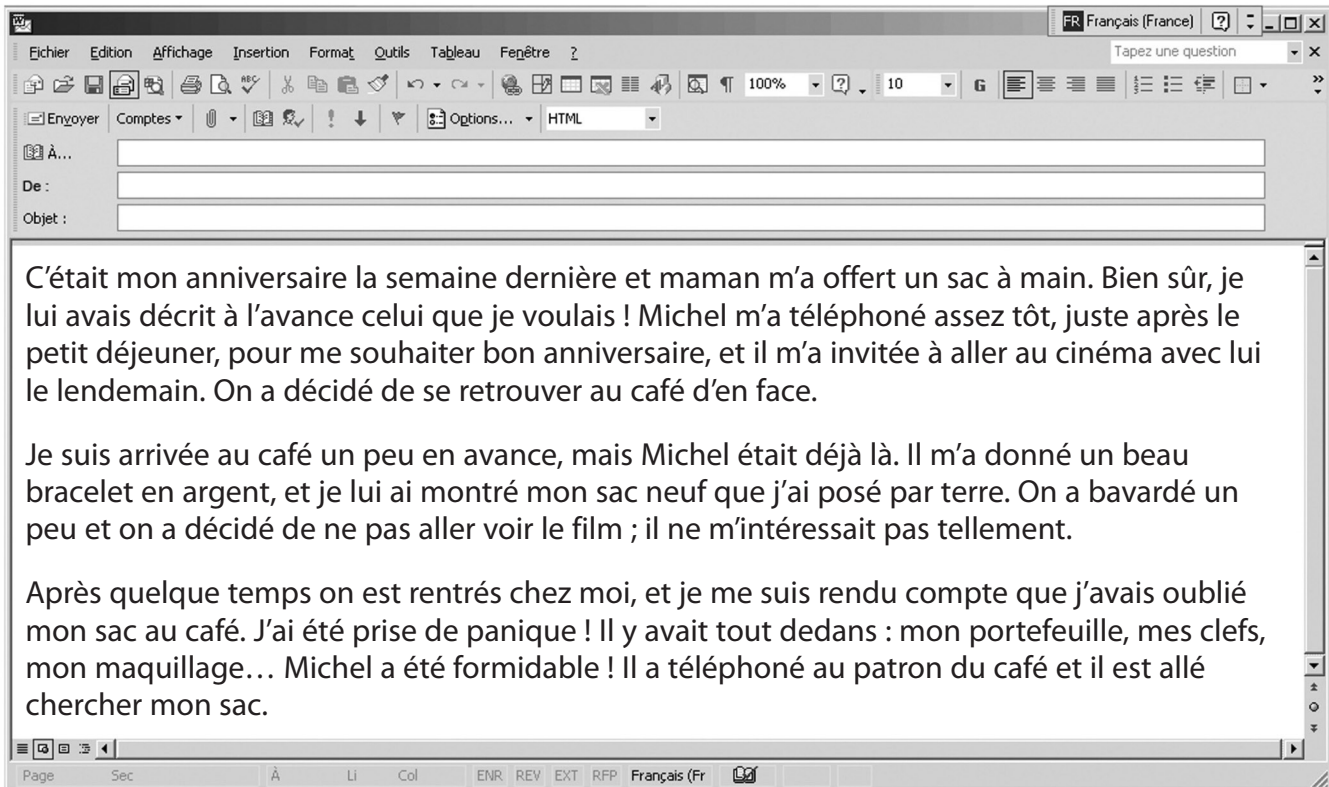 FR Français (France)
Fichier Edition Affichage Insertion Format Outils Tableau Fenêtre ?
Tapez une question
100%
10
G
Envoyer Comptes Options... HTML
À...
De :
Objet :
C’était mon anniversaire la semaine dernière et maman m’a offert un sac à main. Bien sûr, je
lui avais décrit à l’avance celui que je voulais ! Michel m’a téléphoné assez tôt, juste après le
petit déjeuner, pour me souhaiter bon anniversaire, et il m’a invitée à aller au cinéma avec lui
le lendemain. On a décidé de se retrouver au café d’en face.
Je suis arrivée au café un peu en avance, mais Michel était déjà là. Il m’a donné un beau
bracelet en argent, et je lui ai montré mon sac neuf que j’ai posé par terre. On a bavardé un
peu et on a décidé de ne pas aller voir le film ; il ne m’intéressait pas tellement.
Après quelque temps on est rentrés chez moi, et je me suis rendu compte que j’avais oublié
mon sac au café. J’ai été prise de panique ! Il y avait tout dedans : mon portefeuille, mes clefs,
mon maquillage… Michel a été formidable ! Il a téléphoné au patron du café et il est allé
chercher mon sac.
Page Sec À Li Col ENR REV EXT RFP Français (Fr